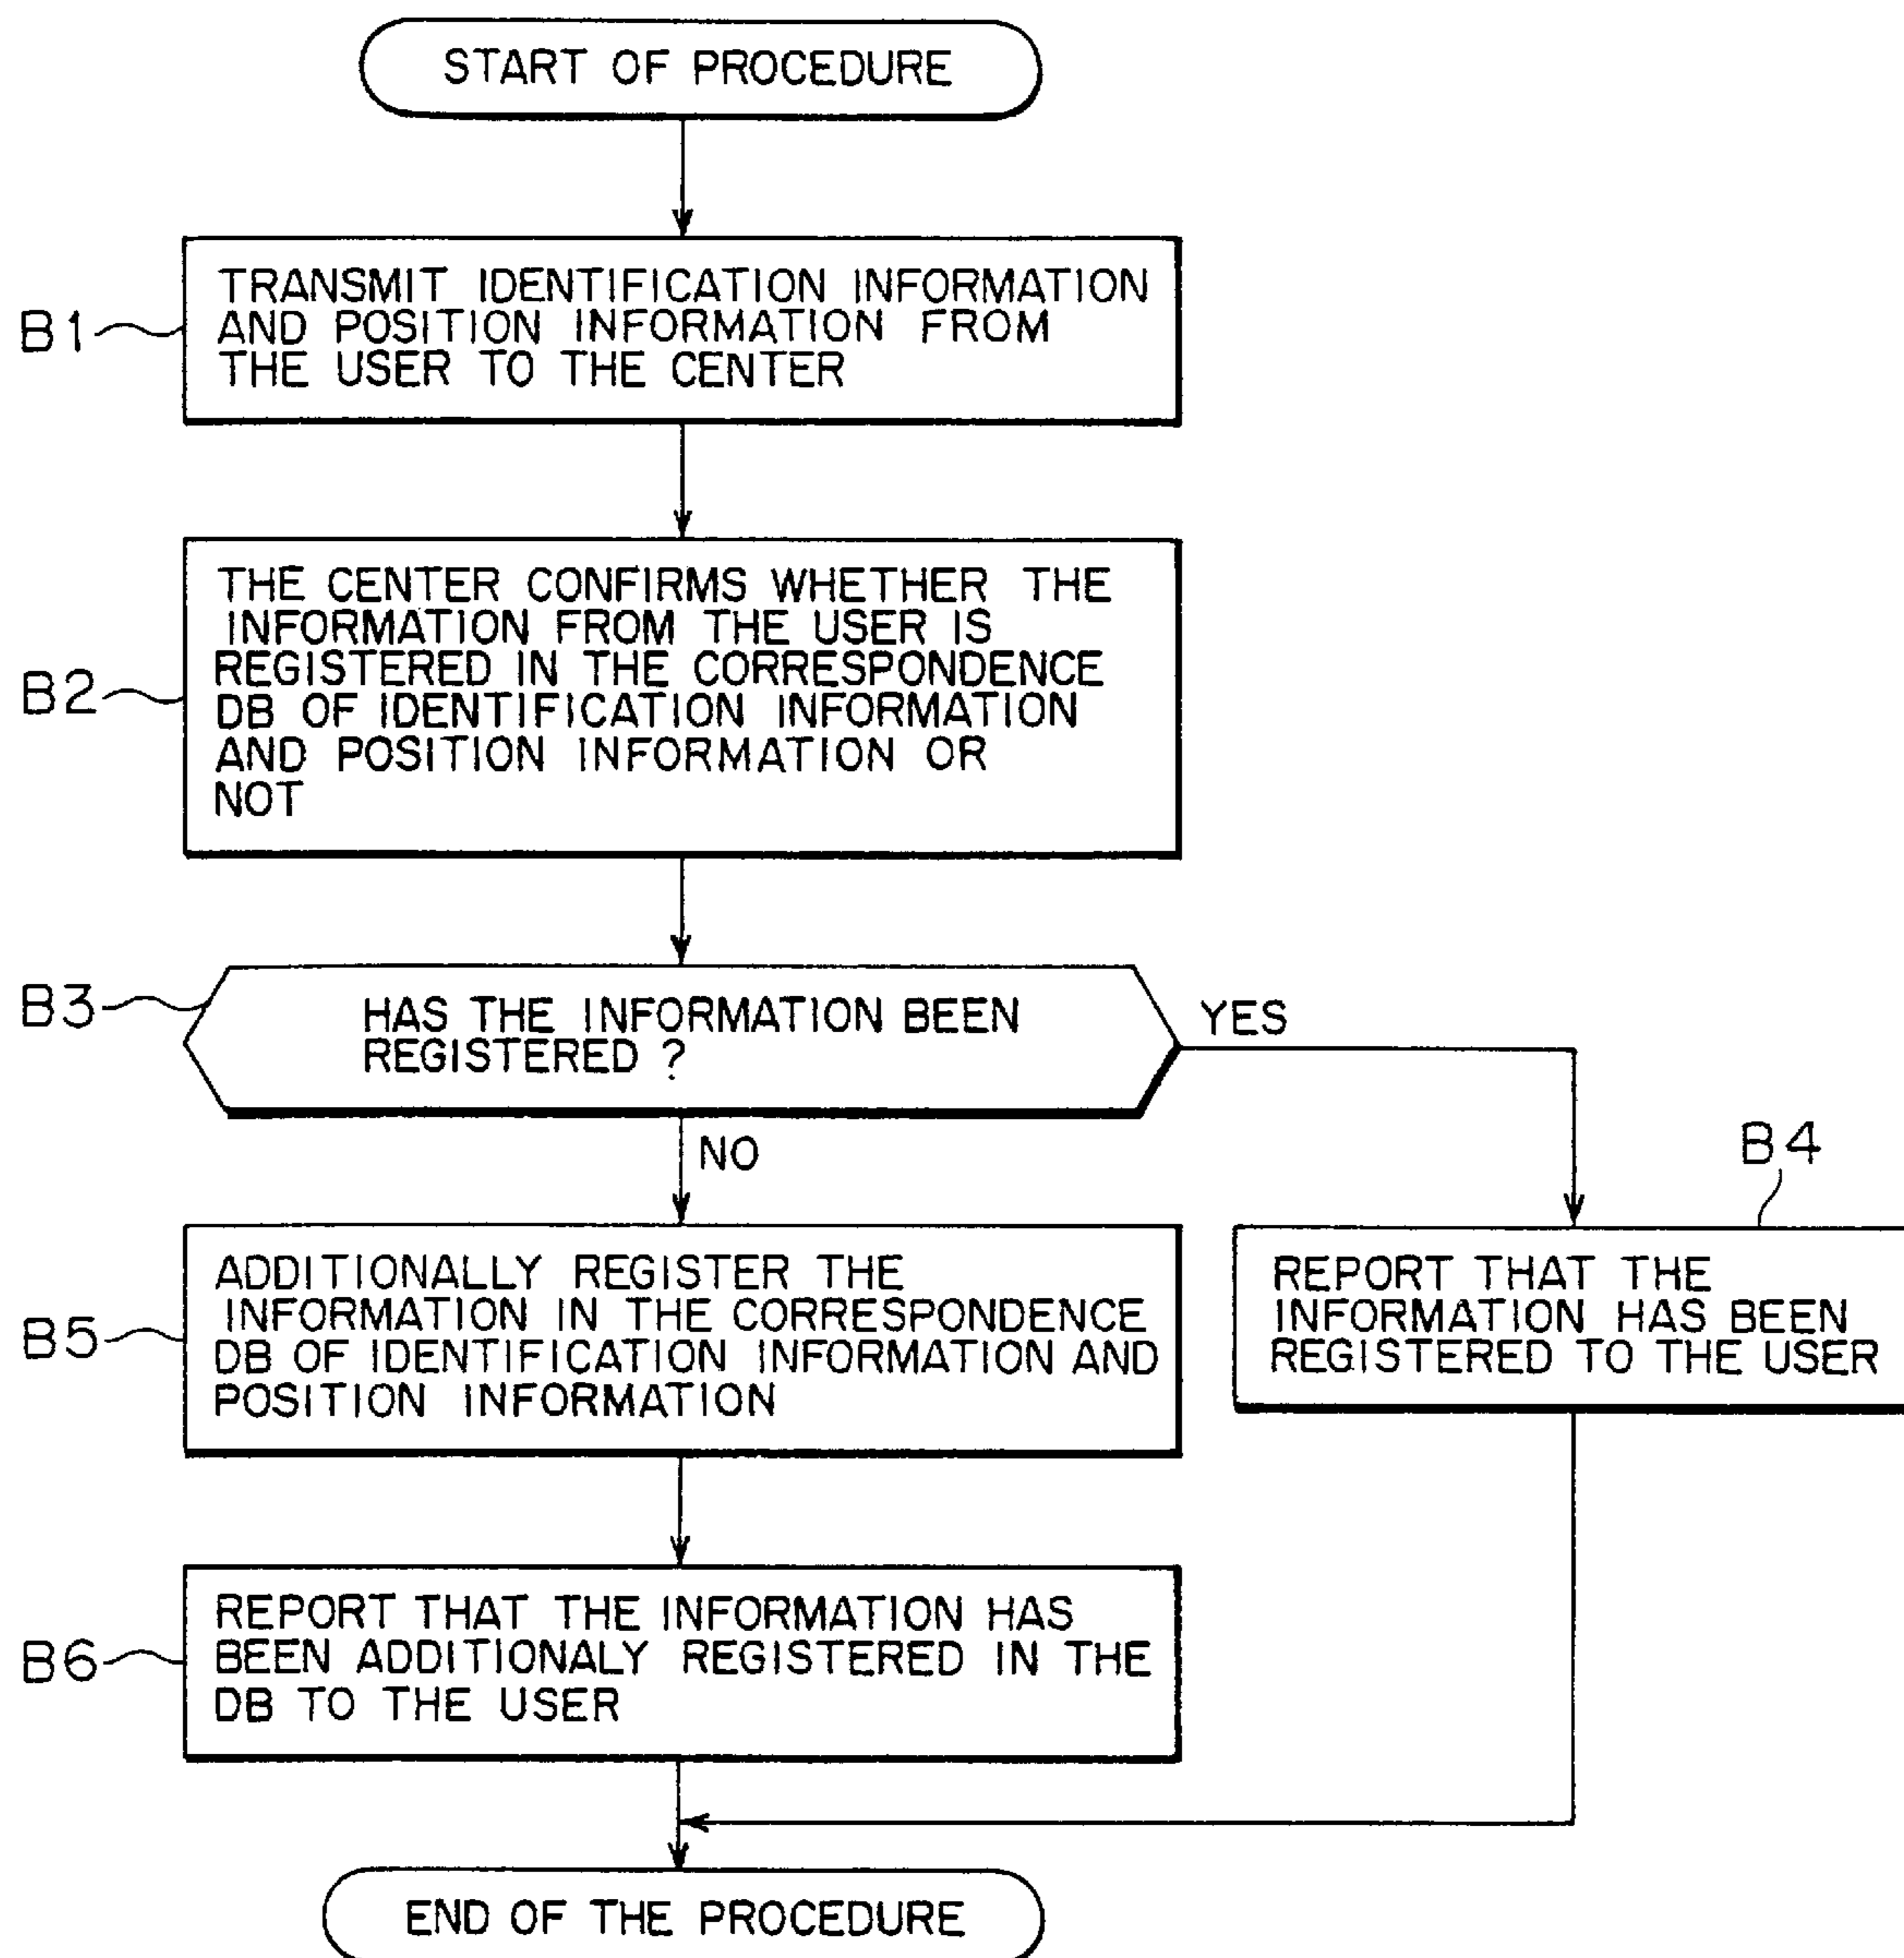 START OF PROCEDURE
B1
TRANSMIT IDENTIFICATION INFORMATION
AND POSITION INFORMATION FROM
THE USER TO THE CENTER
B2
THE CENTER CONFIRMS WHETHER THE
INFORMATION FROM THE USER IS
REGISTERED IN THE CORRESPONDENCE
DB OF IDENTIFICATION INFORMATION
AND POSITION INFORMATION OR
NOT
B3
HAS THE INFORMATION BEEN
REGISTERED ?
YES
NO
B4
REPORT THAT THE
INFORMATION HAS BEEN
REGISTERED TO THE USER
B5
ADDITIONALLY REGISTER THE
INFORMATION IN THE CORRESPONDENCE
DB OF IDENTIFICATION INFORMATION AND
POSITION INFORMATION
B6
REPORT THAT THE INFORMATION HAS
BEEN ADDITIONALY REGISTERED IN THE
DB TO THE USER
END OF THE PROCEDURE